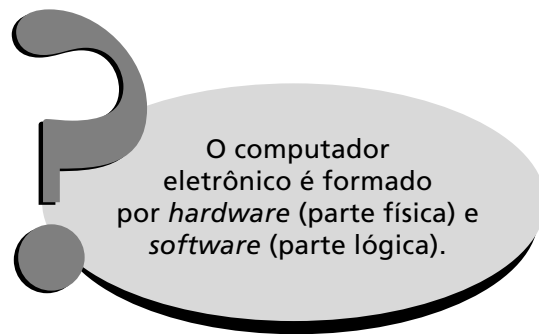 O computador
eletrônico é formado
por hardware (parte física) e
software (parte lógica).